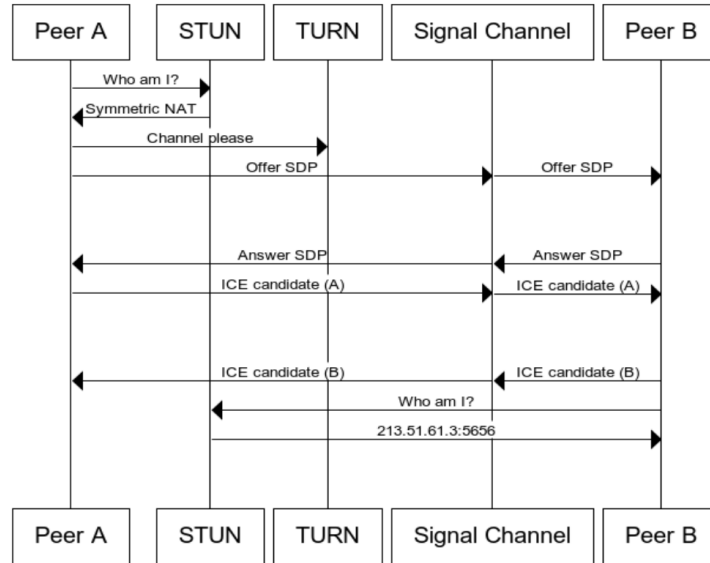 Peer A
STUN
TURN
Signal Channel
Peer B
Who am I?
Symmetric NAT
Channel please
Offer SDP
Offer SDP
Answer SDP
Answer SDP
ICE candidate (A)
ICE candidate (A)
ICE candidate (B)
ICE candidate (B)
Who am I?
213.51.61.3:5656
Peer A
STUN
TURN
Signal Channel
Peer B